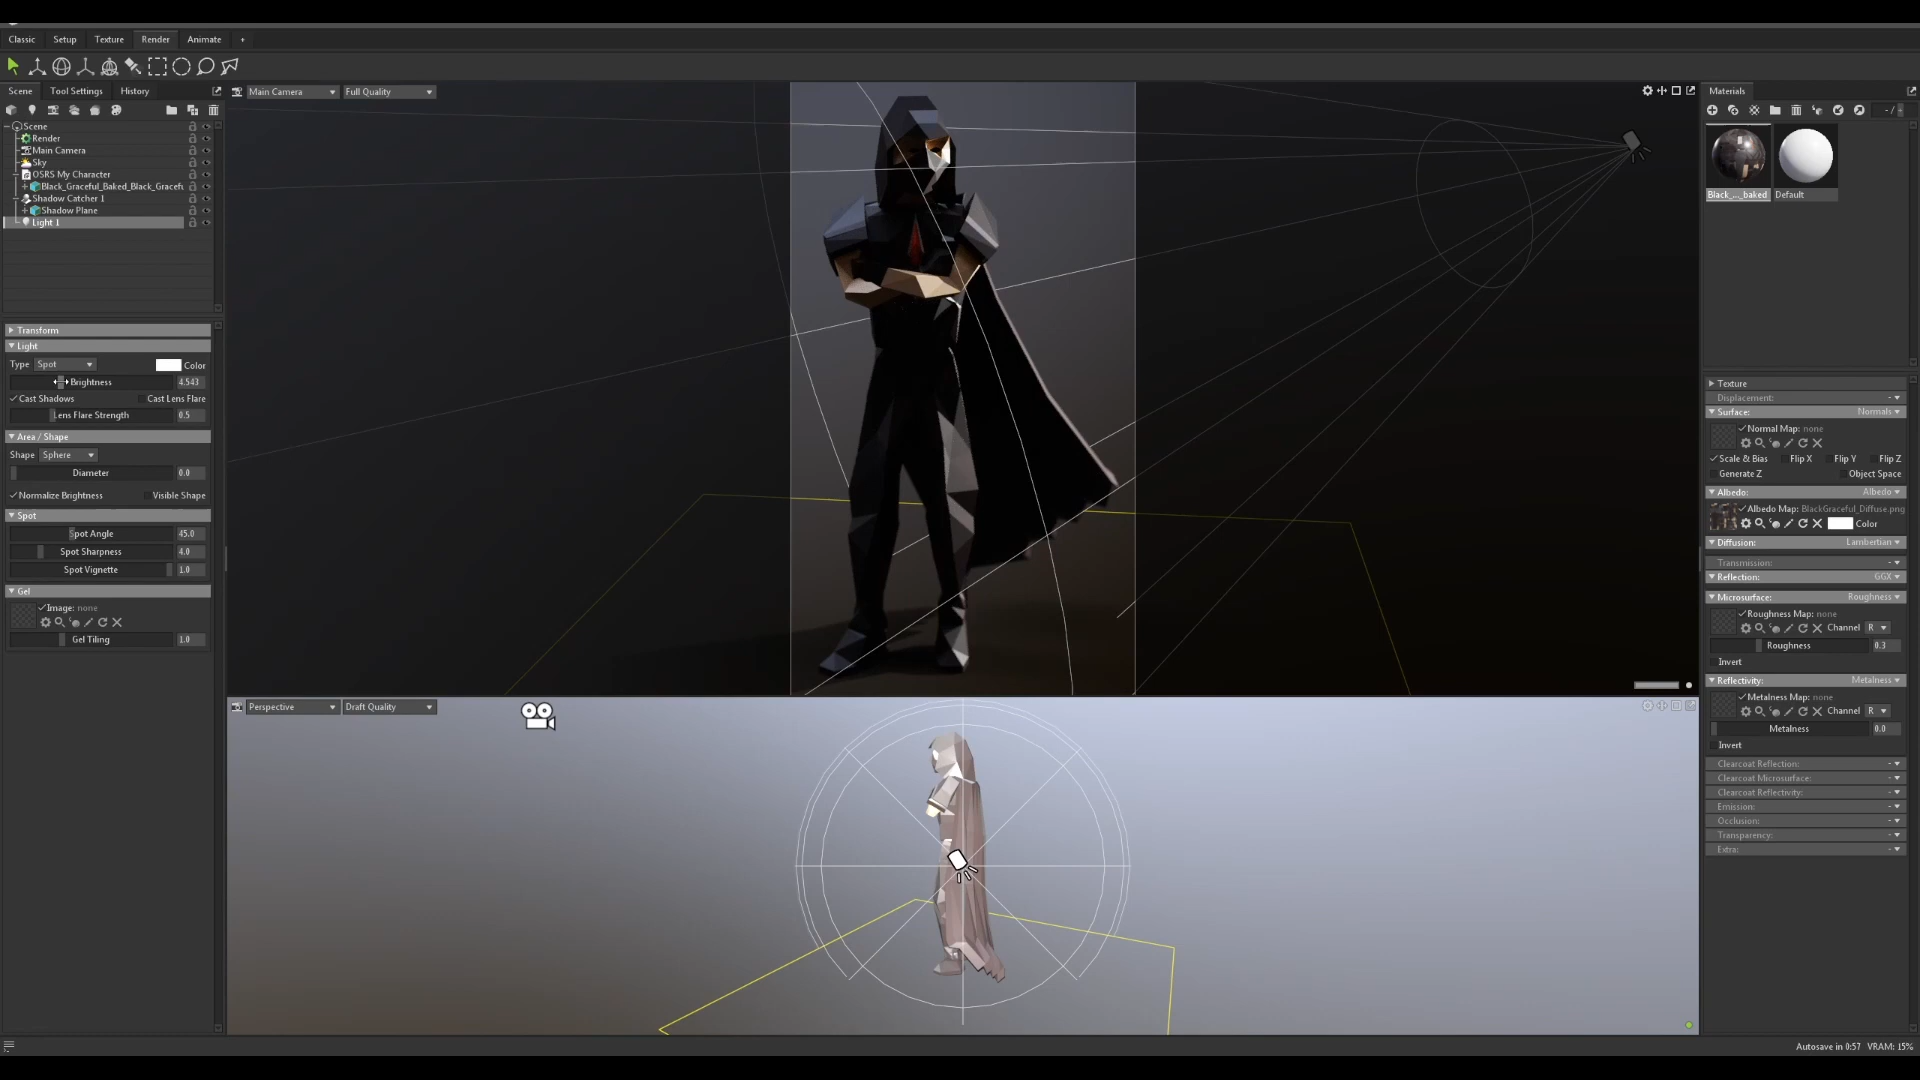 Classic Setup Texture Render Animate +
Scene Tool Settings History
Main Camera Full Quality
Materials
- / -
Scene
Render
Main Camera
Sky
OSRS My Character
Black_Graceful_Baked_Black_Gracefu
Shadow Catcher 1
Shadow Plane
Light 1
Black_..._baked Default
Transform
Light
Type Spot Color
Brightness 4.543
Cast Shadows Cast Lens Flare
Lens Flare Strength 0.5
Area / Shape
Shape Sphere
Diameter 0.0
Normalize Brightness Visible Shape
Spot
Spot Angle 45.0
Spot Sharpness 4.0
Spot Vignette 1.0
Gel
Image: none
Gel Tiling 1.0
Texture
Displacement: -
Surface: Normals
Normal Map: none
Scale & Bias Flip X Flip Y Flip Z
Generate Z Object Space
Albedo: Albedo
Albedo Map: BlackGraceful_Diffuse.png
Color
Diffusion: Lambertian
Transmission: -
Reflection: GGX
Microsurface: Roughness
Roughness Map: none
Channel R
Roughness 0.3
Invert
Reflectivity: Metalness
Metalness Map: none
Channel R
Metalness 0.0
Invert
Clearcoat Reflection: -
Clearcoat Microsurface: -
Clearcoat Reflectivity: -
Emission: -
Occlusion: -
Transparency: -
Extra: -
Perspective Draft Quality
Autosave in 0:57 VRAM: 15%